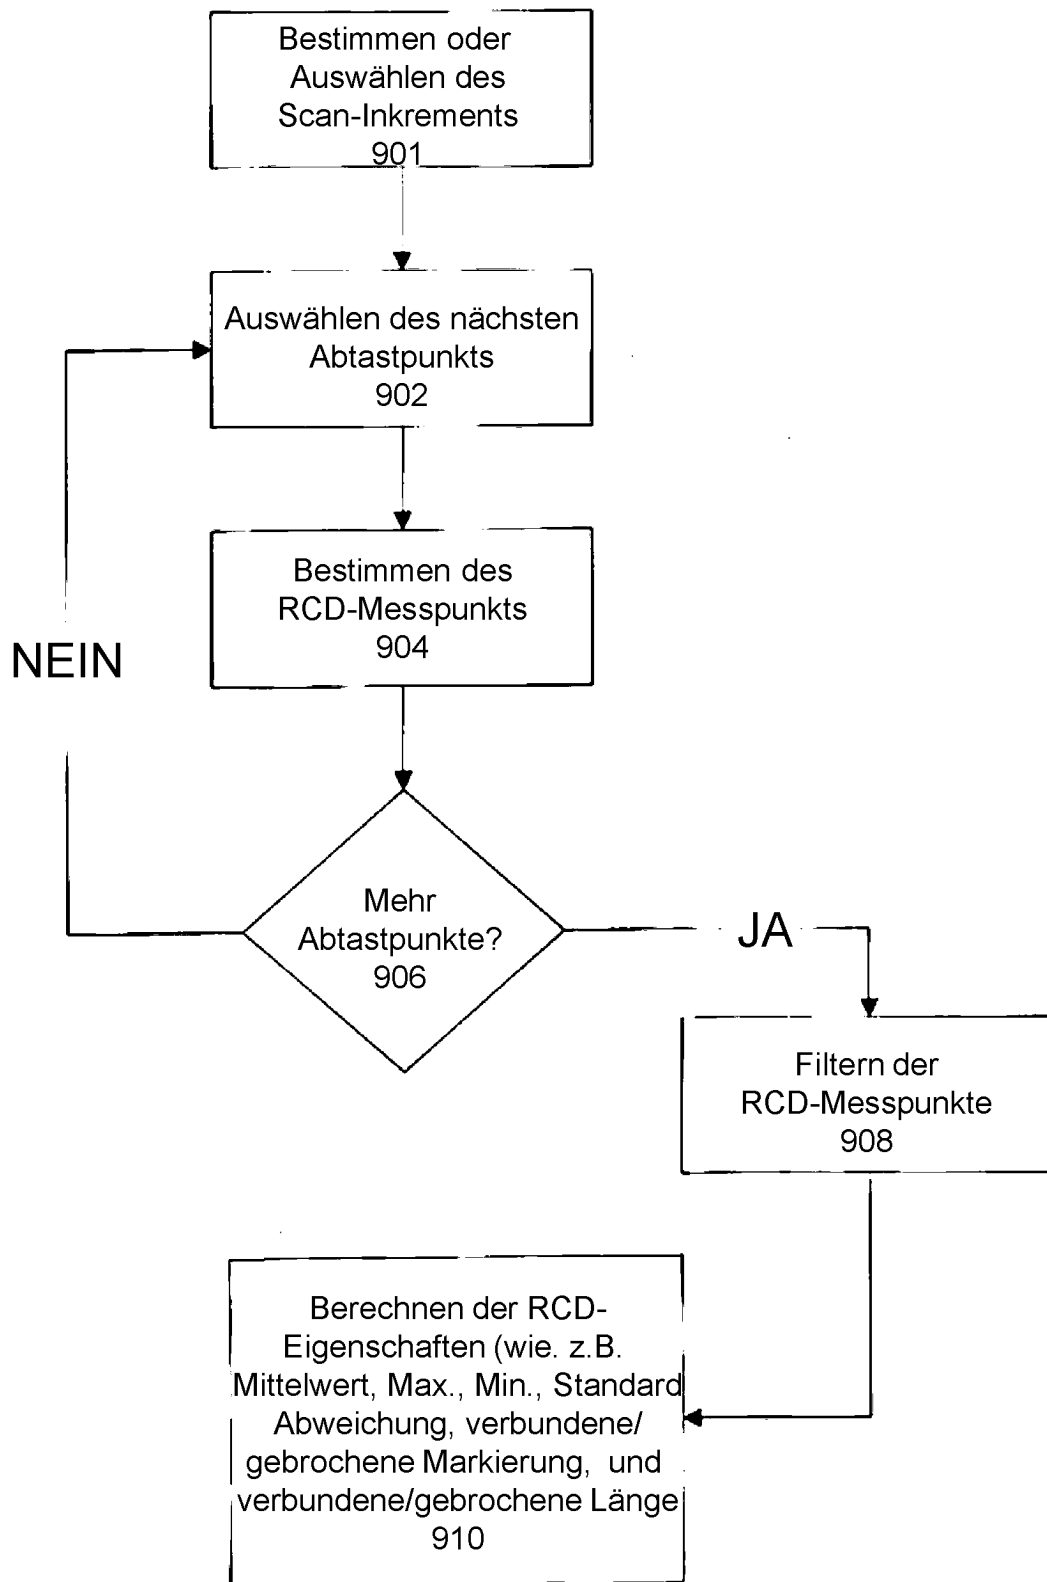 Bestimmen oder
Auswählen des
Scan-Inkrements
901
Auswählen des nächsten
Abtastpunkts
902
Bestimmen des
RCD-Messpunkts
904
NEIN
Mehr
Abtastpunkte?
906
JA
Filtern der
RCD-Messpunkte
908
Berechnen der RCD-
Eigenschaften (wie. z.B.
Mittelwert, Max., Min., Standard
Abweichung, verbundene/
gebrochene Markierung, und
verbundene/gebrochene Länge
910